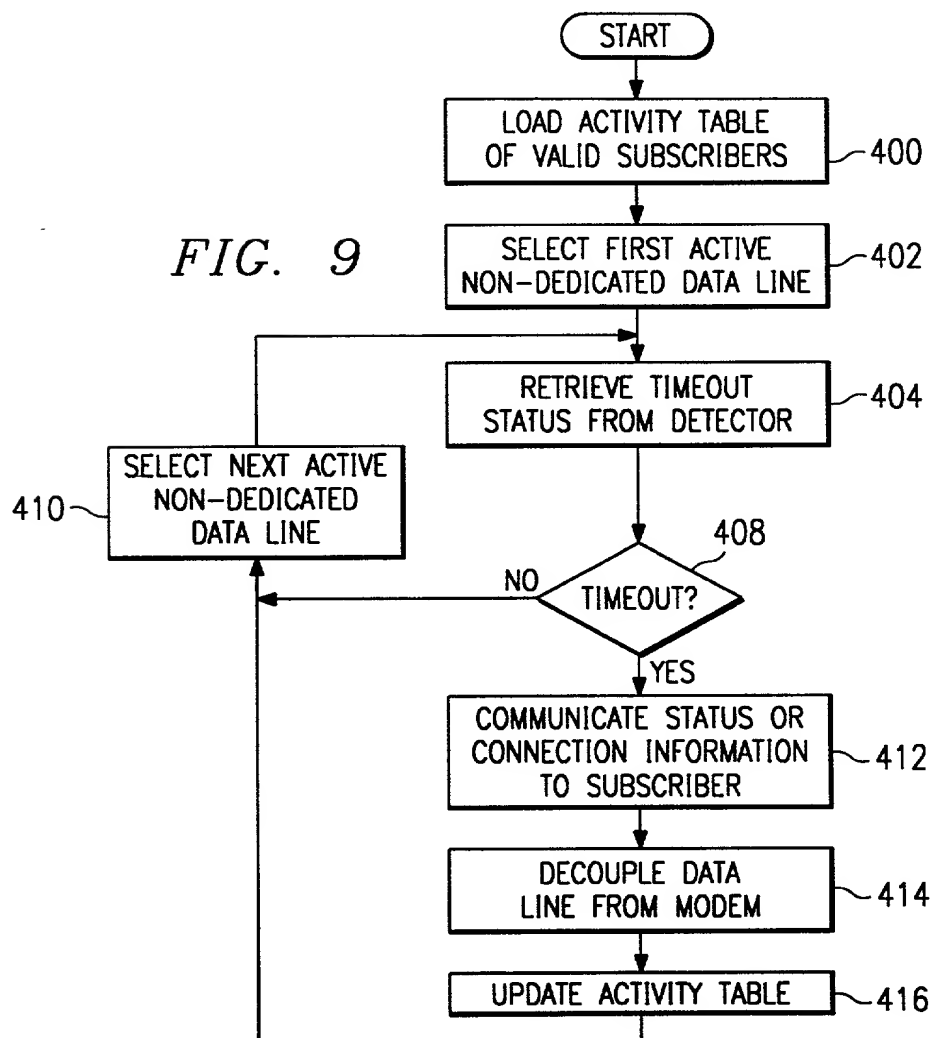 START
LOAD ACTIVITY TABLE
OF VALID SUBSCRIBERS
400
FIG. 9
SELECT FIRST ACTIVE
NON-DEDICATED DATA LINE
402
RETRIEVE TIMEOUT
STATUS FROM DETECTOR
404
SELECT NEXT ACTIVE
NON-DEDICATED
DATA LINE
410
408
NO
TIMEOUT?
YES
COMMUNICATE STATUS OR
CONNECTION INFORMATION
TO SUBSCRIBER
412
DECOUPLE DATA
LINE FROM MODEM
414
UPDATE ACTIVITY TABLE
416